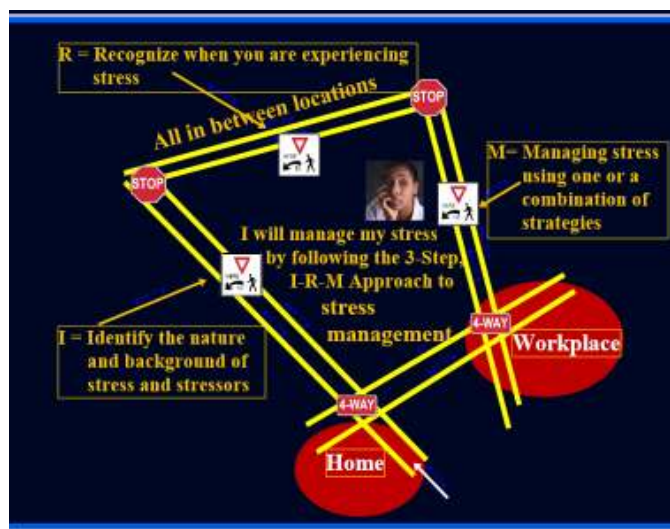 R = Recognize when you are experiencing
stress
All in between locations
STOP
STOP
M= Managing stress
using one or a
combination of
strategies
I will manage my stress
by following the 3-Step,
I-R-M Approach to
stress
management
I = Identify the nature
and background of
stress and stressors
4-WAY
Workplace
4-WAY
Home